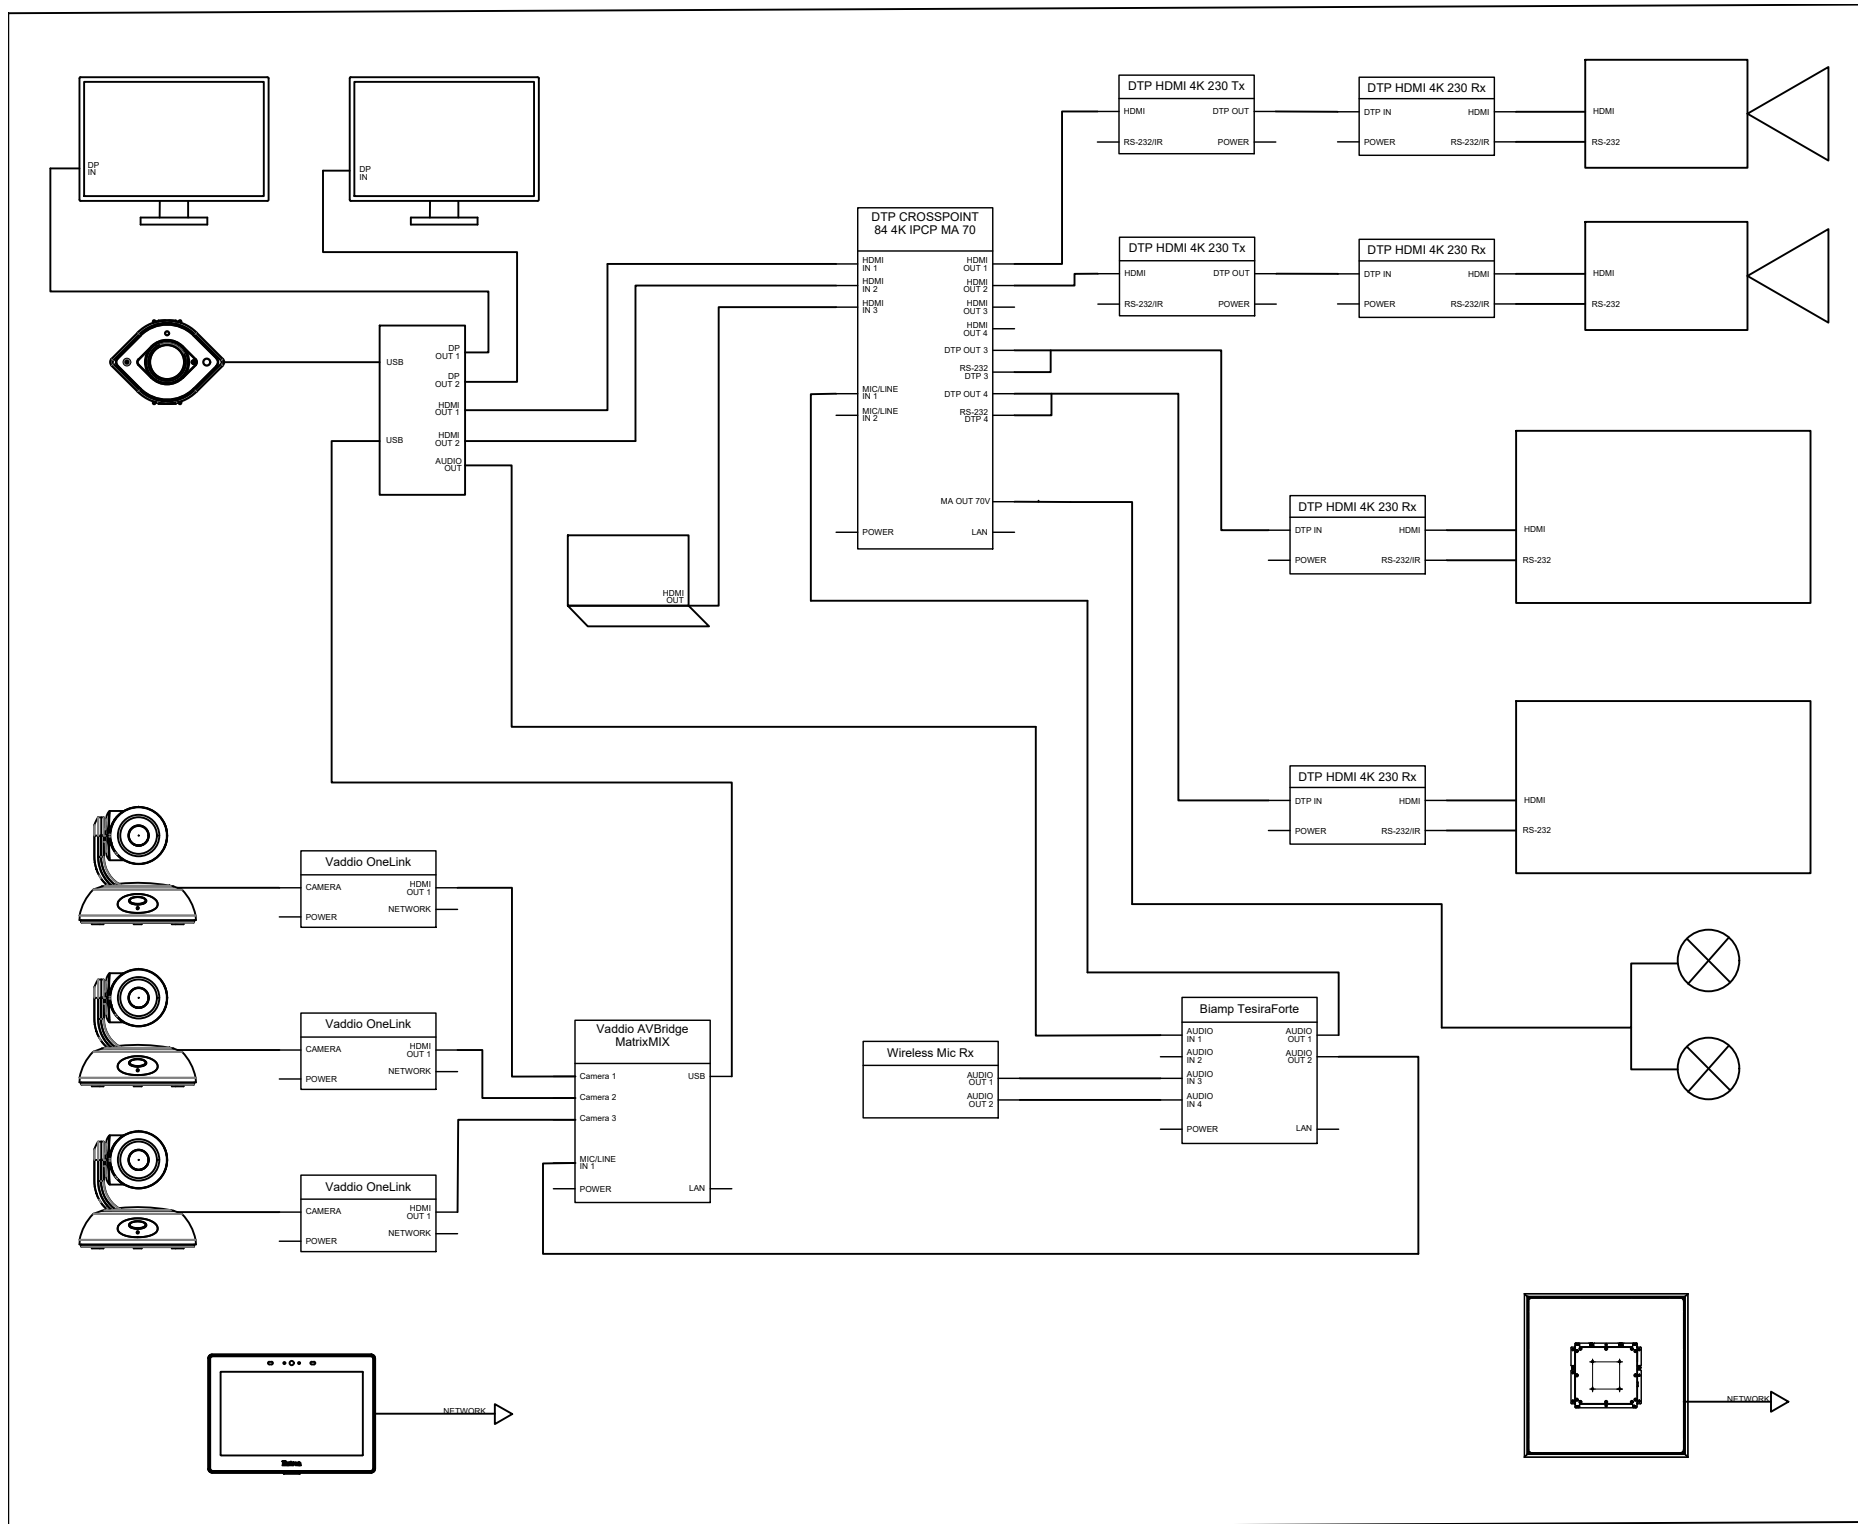 DP
IN
DP
IN
USB
USB
DP
OUT 1
DP
OUT 2
HDMI
OUT 1
HDMI
OUT 2
AUDIO
OUT
HDMI
OUT
DTP CROSSPOINT
84 4K IPCP MA 70
HDMI
IN 1
HDMI
IN 2
HDMI
IN 3
MIC/LINE
IN 1
MIC/LINE
IN 2
POWER
HDMI
OUT 1
HDMI
OUT 2
HDMI
OUT 3
HDMI
OUT 4
DTP OUT 3
RS-232
DTP 3
DTP OUT 4
RS-232
DTP 4
MA OUT 70V
LAN
DTP HDMI 4K 230 Tx
HDMI
DTP OUT
RS-232/IR
POWER
DTP HDMI 4K 230 Rx
DTP IN
HDMI
POWER
RS-232/IR
HDMI
RS-232
DTP HDMI 4K 230 Tx
HDMI
DTP OUT
RS-232/IR
POWER
DTP HDMI 4K 230 Rx
DTP IN
HDMI
POWER
RS-232/IR
HDMI
RS-232
DTP HDMI 4K 230 Rx
DTP IN
HDMI
POWER
RS-232/IR
HDMI
RS-232
DTP HDMI 4K 230 Rx
DTP IN
HDMI
POWER
RS-232/IR
HDMI
RS-232
Vaddio OneLink
CAMERA
HDMI
OUT 1
NETWORK
POWER
Vaddio OneLink
CAMERA
HDMI
OUT 1
NETWORK
POWER
Vaddio OneLink
CAMERA
HDMI
OUT 1
NETWORK
POWER
Vaddio AVBridge
MatrixMIX
Camera 1
Camera 2
Camera 3
MIC/LINE
IN 1
POWER
USB
LAN
Wireless Mic Rx
AUDIO
OUT 1
AUDIO
OUT 2
Biamp TesiraForte
AUDIO
IN 1
AUDIO
IN 2
AUDIO
IN 3
AUDIO
IN 4
POWER
AUDIO
OUT 1
AUDIO
OUT 2
LAN
NETWORK
NETWORK